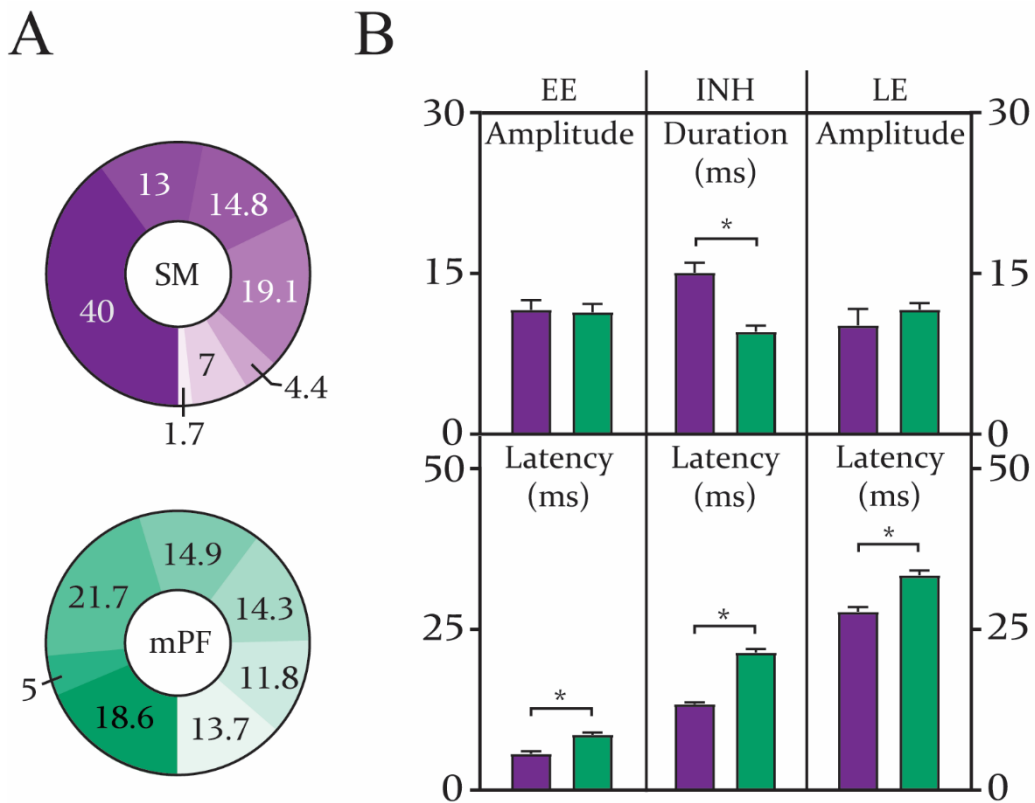 A
13
14.8
SM
40
19.1
7
4.4
1.7
14.9
21.7
14.3
mPF
5
11.8
18.6
13.7
B
EE INH LE
30 Amplitude Duration Amplitude 30
(ms)
*
15 15
0 0
50 Latency Latency Latency 50
(ms) (ms) (ms)
*
25 * 25
*
0 0